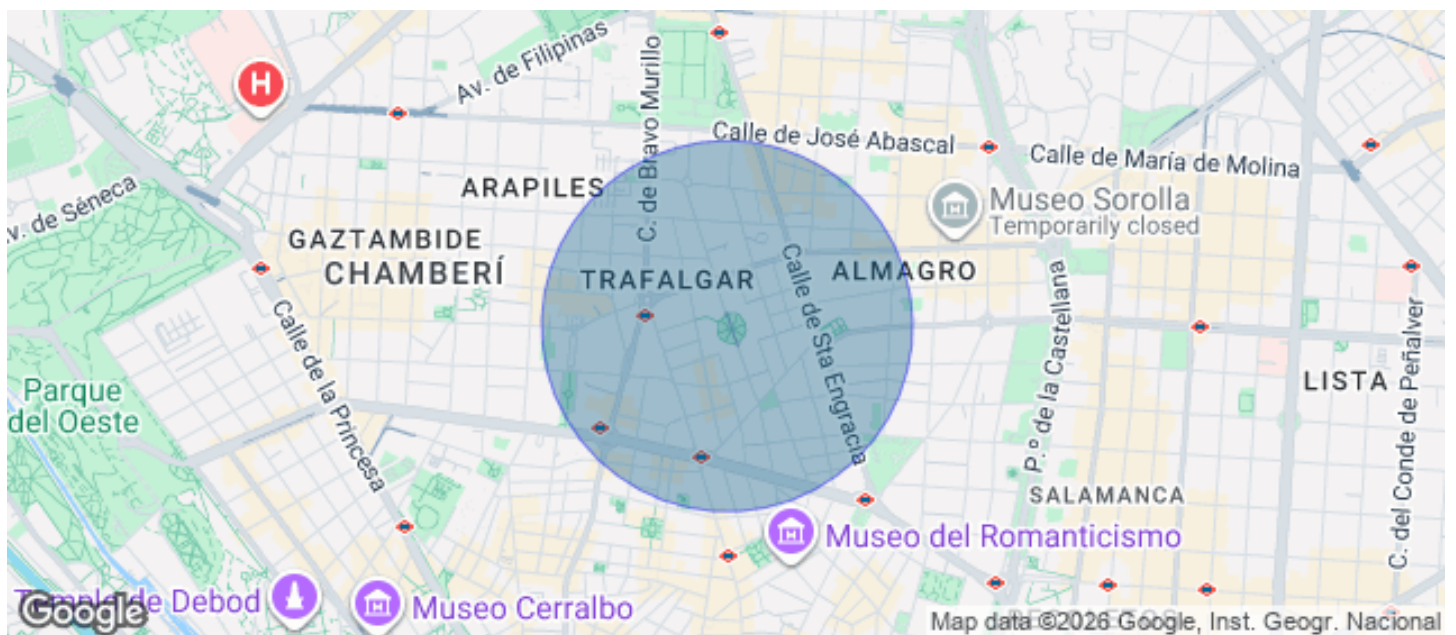 H
Av. de Filipinas
C. de Bravo Murillo
Calle de José Abascal
Calle de María de Molina
Av. de Séneca
ARAPILES
Museo Sorolla
Temporarily closed
GAZTAMBIDE
CHAMBERÍ
TRAFALGAR
ALMAGRO
Calle de Sta Engracia
Calle de la Princesa
P.º de la Castellana
C. del Conde de Peñalver
Parque
del Oeste
LISTA
SALAMANCA
Museo del Romanticismo
Temple de Debod
Museo Cerralbo
Google
Map data ©2026 Google, Inst. Geogr. Nacional